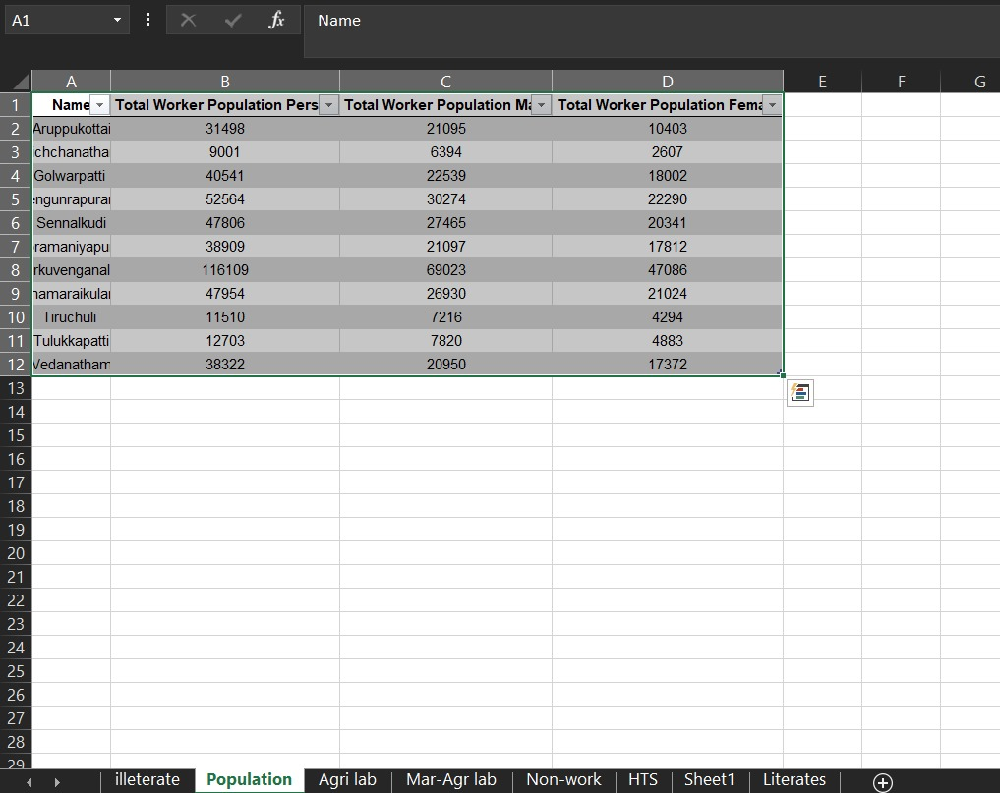 A1 Name
A B C D E F G
1 Name Total Worker Population Pers Total Worker Population Ma Total Worker Population Fema
2 Aruppukottai 31498 21095 10403
3 chchanatha 9001 6394 2607
4 Golwarpatti 40541 22539 18002
5 engunrapura 52564 30274 22290
6 Sennalkudi 47806 27465 20341
7 ramaniyapu 38909 21097 17812
8 rkuvenganal 116109 69023 47086
9 hamaraikula 47954 26930 21024
10 Tiruchuli 11510 7216 4294
11 Tulukkapatti 12703 7820 4883
12 Vedanatham 38322 20950 17372
13
14
15
16
17
18
19
20
21
22
23
24
25
26
27
28
29
illeterate Population Agri lab Mar-Agr lab Non-work HTS Sheet1 Literates